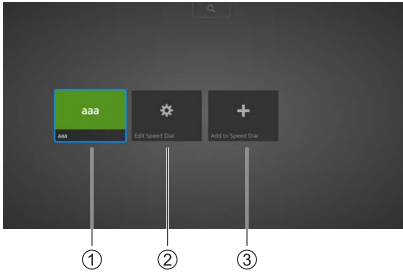 aaa
aaa
Edit Speed Dial
Add to Speed Dial
① ② ③